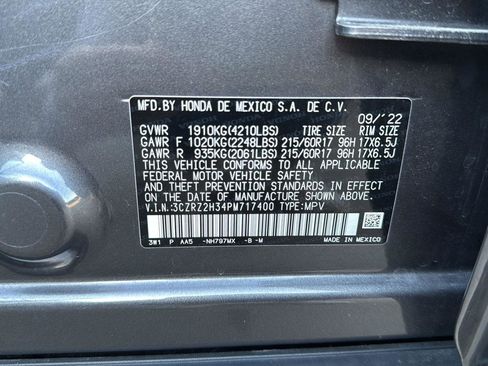 MFD.BY HONDA DE MEXICO S.A. DE C.V.
09/'22
GVWR 1910KG(4210LBS) TIRE SIZE RIM SIZE
GAWR F 1020KG(2248LBS) 215/60R17 96H 17X6.5J
GAWR R 935KG(2061LBS) 215/60R17 96H 17X6.5J
THIS VEHICLE CONFORMS TO ALL APPLICABLE
FEDERAL MOTOR VEHICLE SAFETY
STANDARDS IN EFFECT ON THE
DATE OF MANUFACTURE SHOWN ABOVE.
V.I.N.:3CZRZ2H34PM717400 TYPE:MPV
3W1 P AA5 -NH797MX -B -M MADE IN MEXICO